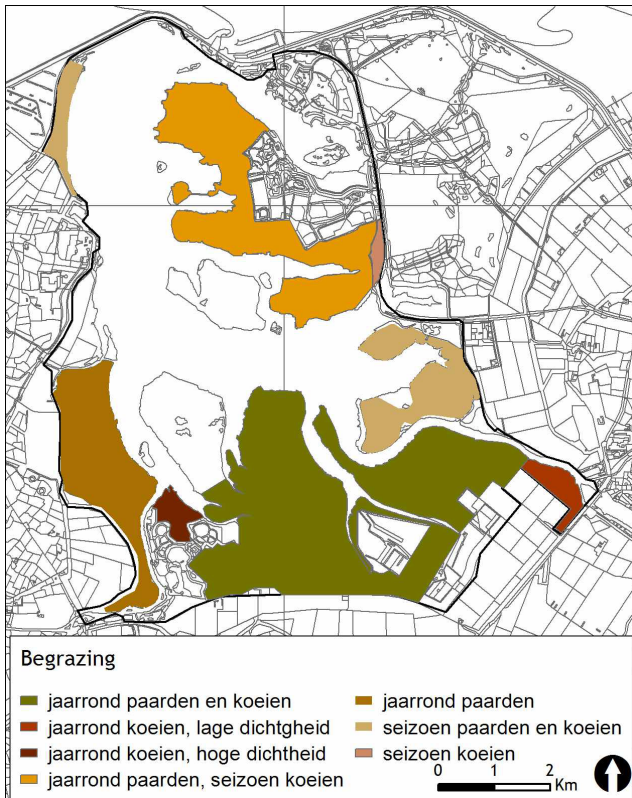 Begrazing
jaarrond paarden en koeien
jaarrond koeien, lage dichtgheid
jaarrond koeien, hoge dichtheid
jaarrond paarden, seizoen koeien
jaarrond paarden
seizoen paarden en koeien
seizoen koeien
0 1 2
Km